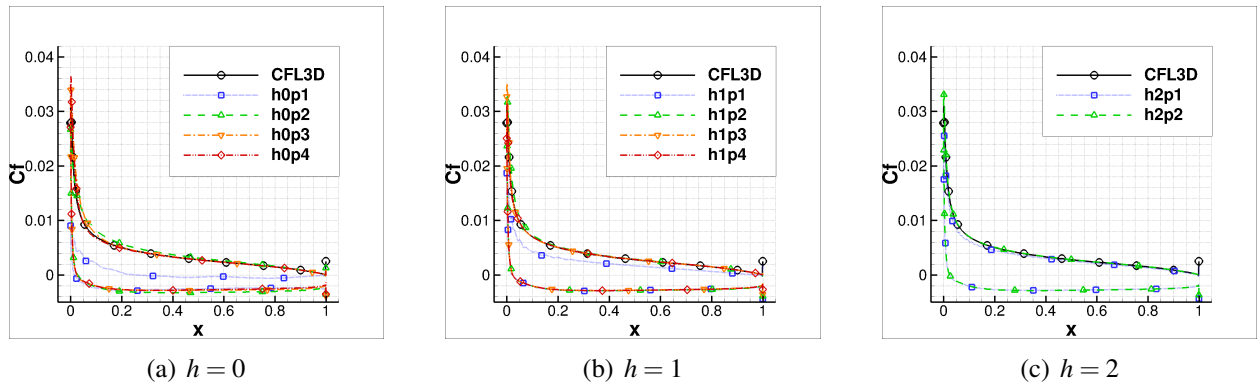 0.04
0.03
0.02
0.01
0
Cf
0 0.2 0.4 0.6 0.8 1
x
CFL3D
h0p1
h0p2
h0p3
h0p4
(a) h = 0
0.04
0.03
0.02
0.01
0
Cf
0 0.2 0.4 0.6 0.8 1
x
CFL3D
h1p1
h1p2
h1p3
h1p4
(b) h = 1
0.04
0.03
0.02
0.01
0
Cf
0 0.2 0.4 0.6 0.8 1
x
CFL3D
h2p1
h2p2
(c) h = 2